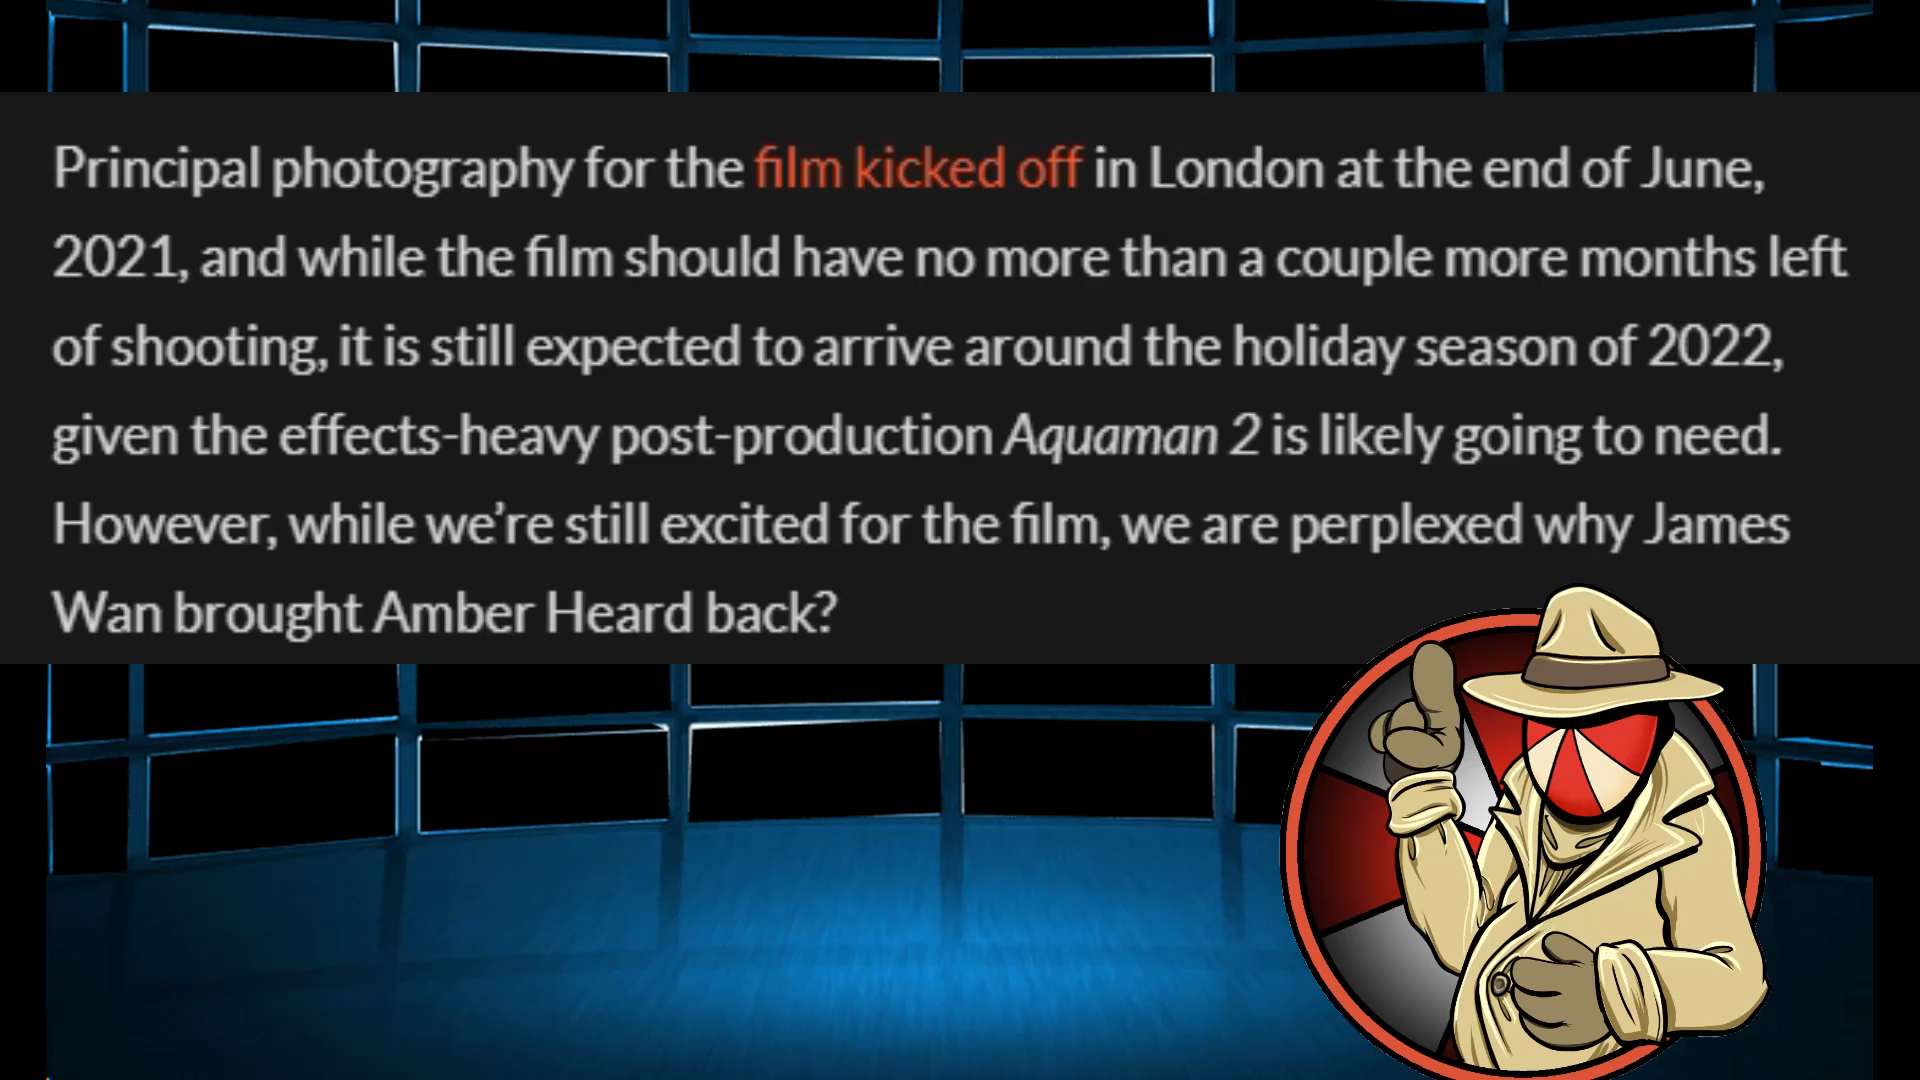 Principal photography for the film kicked off in London at the end of June,
2021, and while the film should have no more than a couple more months left
of shooting, it is still expected to arrive around the holiday season of 2022,
given the effects-heavy post-production Aquaman 2 is likely going to need.
However, while we’re still excited for the film, we are perplexed why James
Wan brought Amber Heard back?